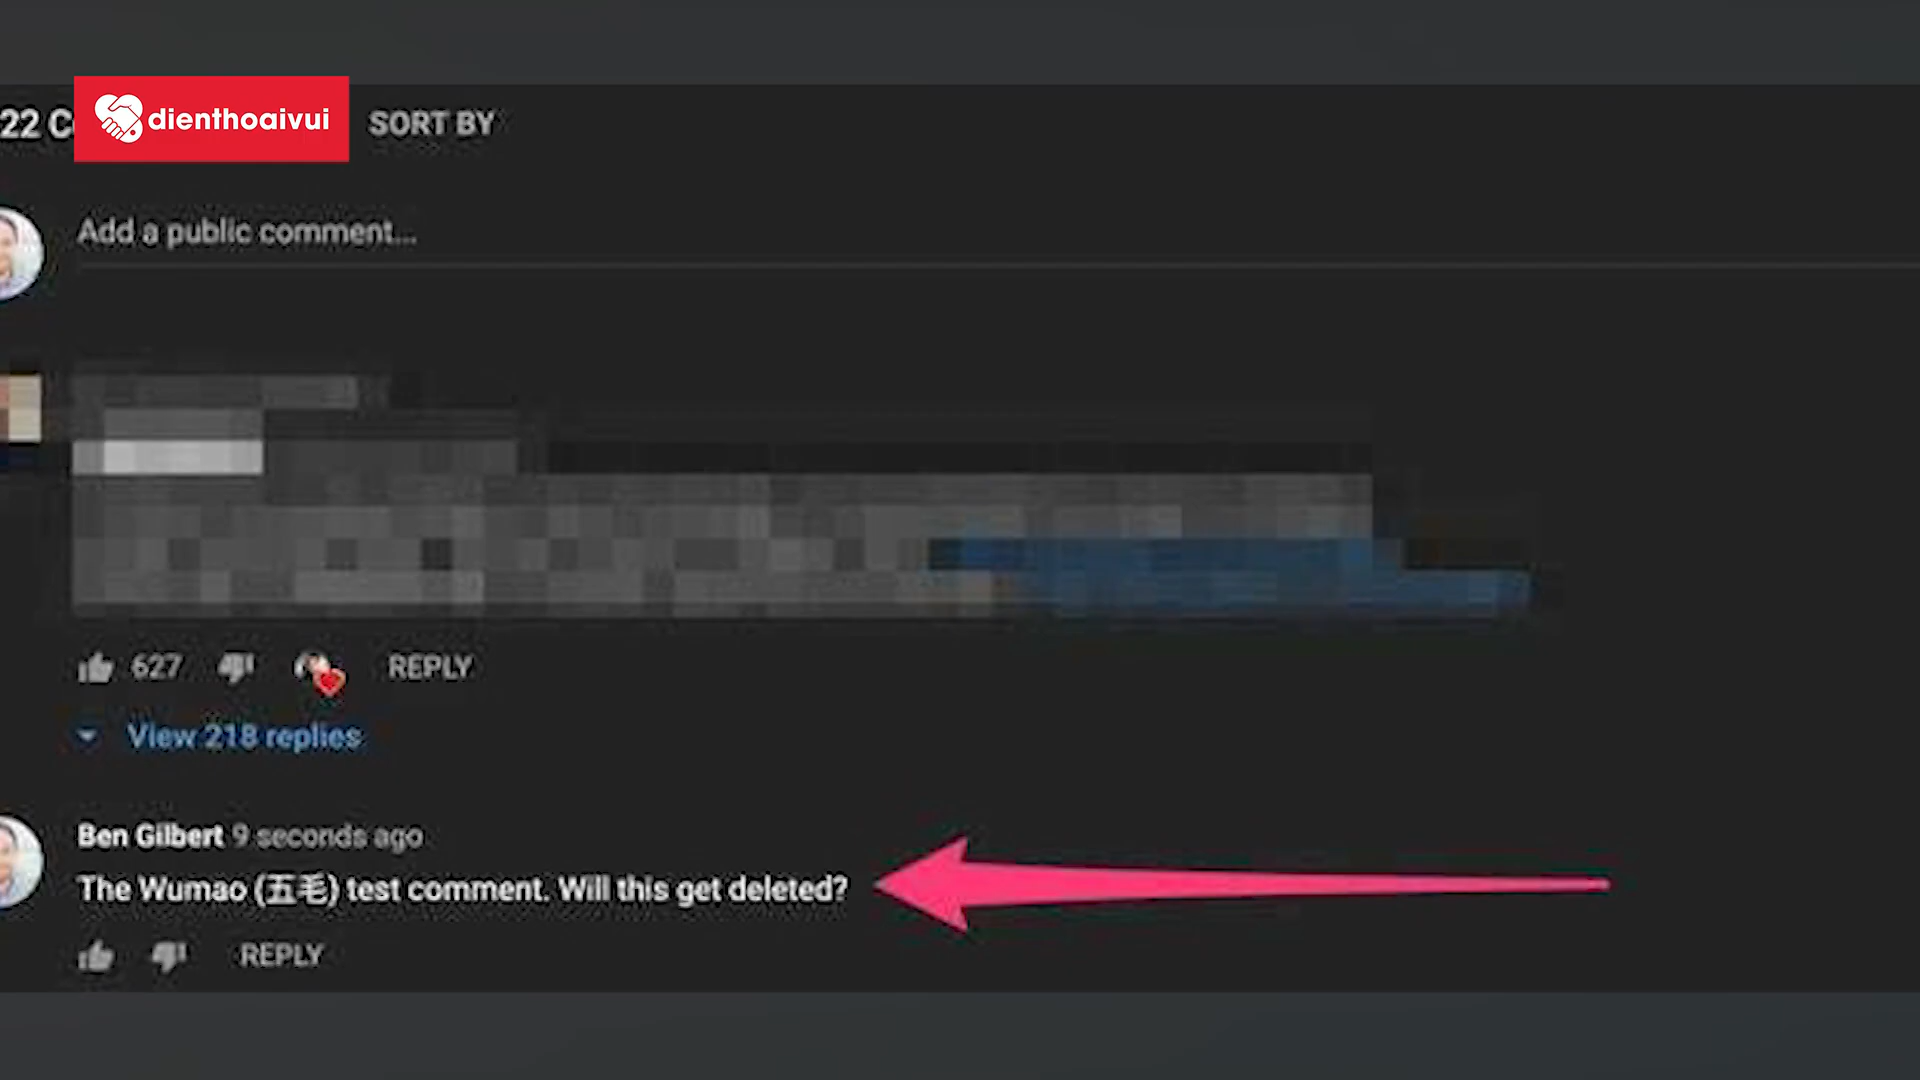 22 C
dienthoaivui
SORT BY
Add a public comment...
627
REPLY
View 218 replies
Ben Gilbert 9 seconds ago
The Wumao (五毛) test comment. Will this get deleted?
REPLY